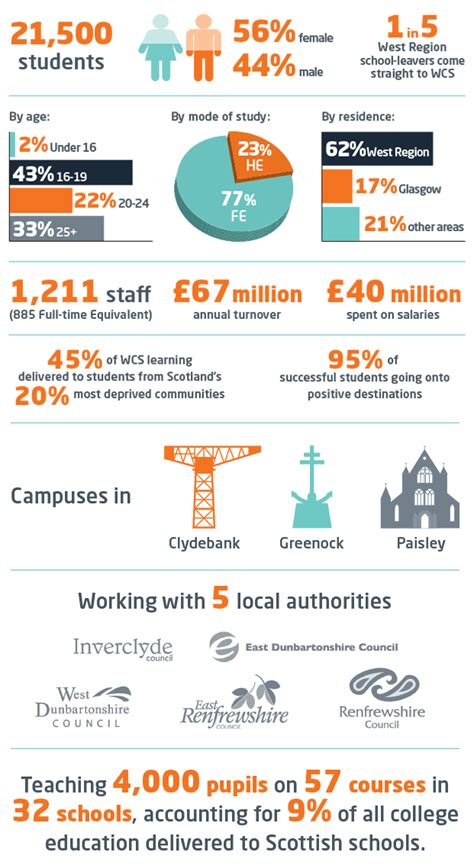 21,500
students
56% female
44% male
1 in 5
West Region
school-leavers come
straight to WCS
By age:
2% Under 16
43% 16-19
22% 20-24
33% 25+
By mode of study:
23%
HE
77%
FE
By residence:
62% West Region
17% Glasgow
21% other areas
1,211 staff
(885 Full-time Equivalent)
£67 million
annual turnover
£40 million
spent on salaries
45% of WCS learning
delivered to students from Scotland's
20% most deprived communities
95% of
successful students going onto
positive destinations
Campuses in
Clydebank
Greenock
Paisley
Working with 5 local authorities
Inverclyde
council
East Dunbartonshire Council
West
Dunbartonshire
COUNCIL
East
Renfrewshire
COUNCIL
Renfrewshire
Council
Teaching 4,000 pupils on 57 courses in
32 schools, accounting for 9% of all college
education delivered to Scottish schools.